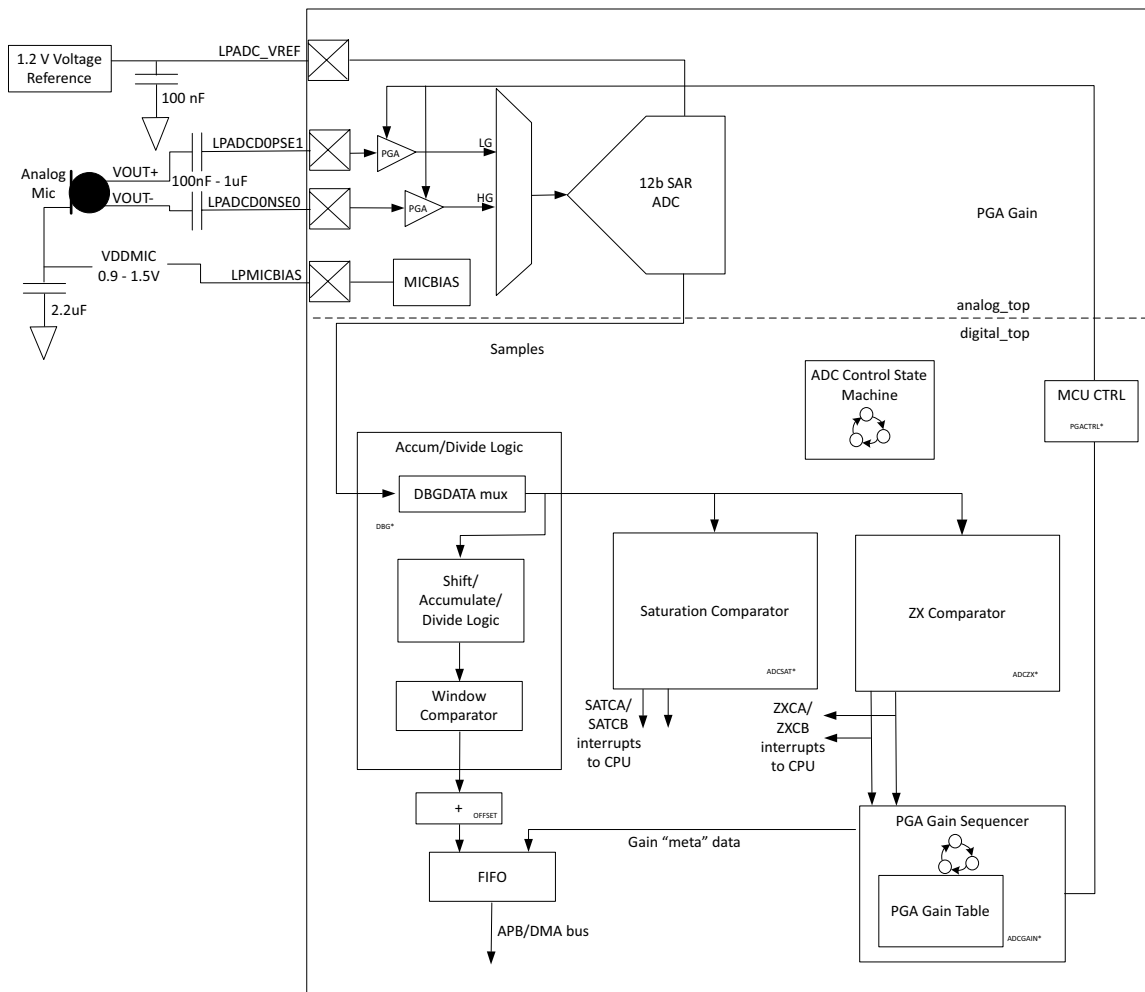 LPADC_VREF
1.2 V Voltage
Reference
100 nF
LPADCD0PSE1
PGA
LG
Analog
Mic
VOUT+
100nF - 1uF
VOUT-
LPADCD0NSE0
PGA
HG
12b SAR
ADC
PGA Gain
VDDMIC
0.9 - 1.5V
LPMICBIAS
MICBIAS
2.2uF
analog_top
digital_top
Samples
ADC Control State
Machine
MCU CTRL
PGACTRL*
Accum/Divide Logic
DBGDATA mux
DBG*
Shift/
Accumulate/
Divide Logic
Window
Comparator
Saturation Comparator
ADCSAT*
ZX Comparator
ADCZX*
SATCA/
SATCB
interrupts
to CPU
ZXCA/
ZXCB
interrupts
to CPU
+
OFFSET
FIFO
APB/DMA bus
Gain “meta” data
PGA Gain Sequencer
PGA Gain Table
ADCGAIN*